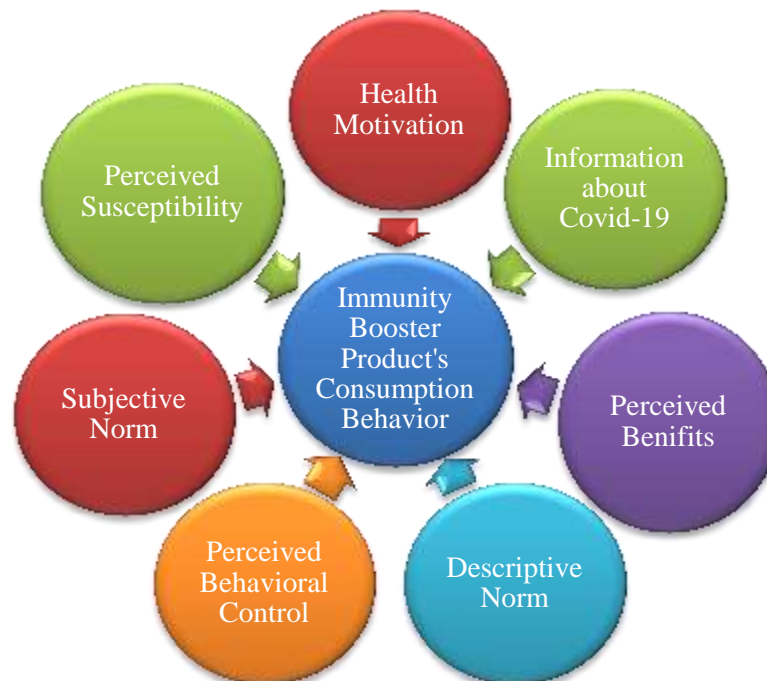 Health
Motivation
Information
about
Covid-19
Perceived
Susceptibility
Immunity
Booster
Product's
Consumption
Behavior
Subjective
Norm
Perceived
Benifits
Perceived
Behavioral
Control
Descriptive
Norm